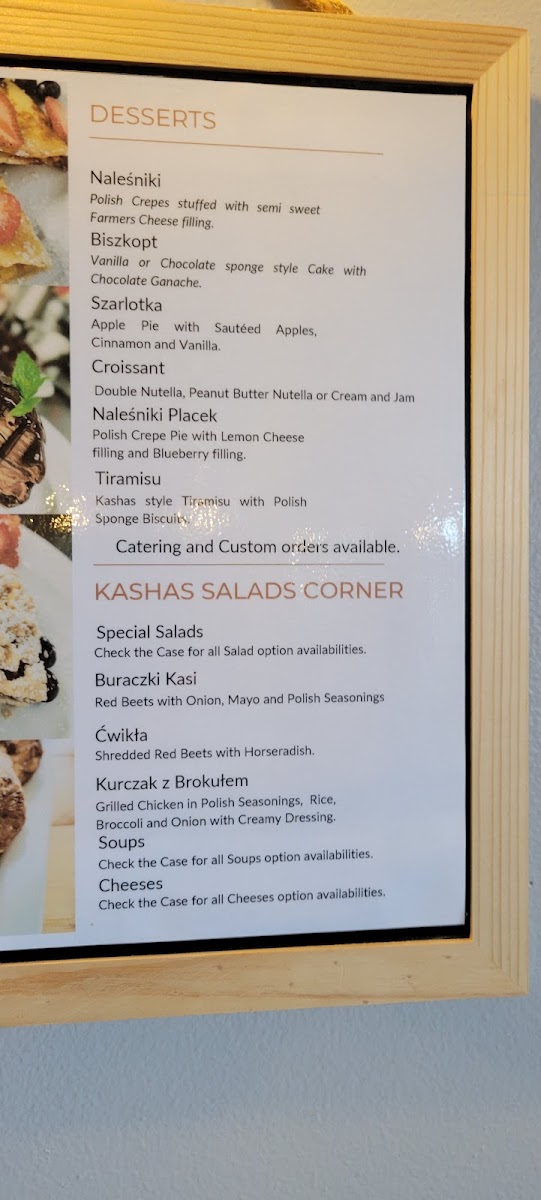 DESSERTS
Naleśniki
Polish Crepes stuffed with semi sweet
Farmers Cheese filling.
Biszkopt
Vanilla or Chocolate sponge style Cake with
Chocolate Ganache.
Szarlotka
Apple Pie with Sautéed Apples,
Cinnamon and Vanilla.
Croissant
Double Nutella, Peanut Butter Nutella or Cream and Jam
Naleśniki Placek
Polish Crepe Pie with Lemon Cheese
filling and Blueberry filling.
Tiramisu
Kashas style Tiramisu with Polish
Sponge Biscuits.
Catering and Custom orders available.
KASHAS SALADS CORNER
Special Salads
Check the Case for all Salad option availabilities.
Buraczki Kasi
Red Beets with Onion, Mayo and Polish Seasonings
Ćwikła
Shredded Red Beets with Horseradish.
Kurczak z Brokułem
Grilled Chicken in Polish Seasonings, Rice,
Broccoli and Onion with Creamy Dressing.
Soups
Check the Case for all Soups option availabilities.
Cheeses
Check the Case for all Cheeses option availabilities.